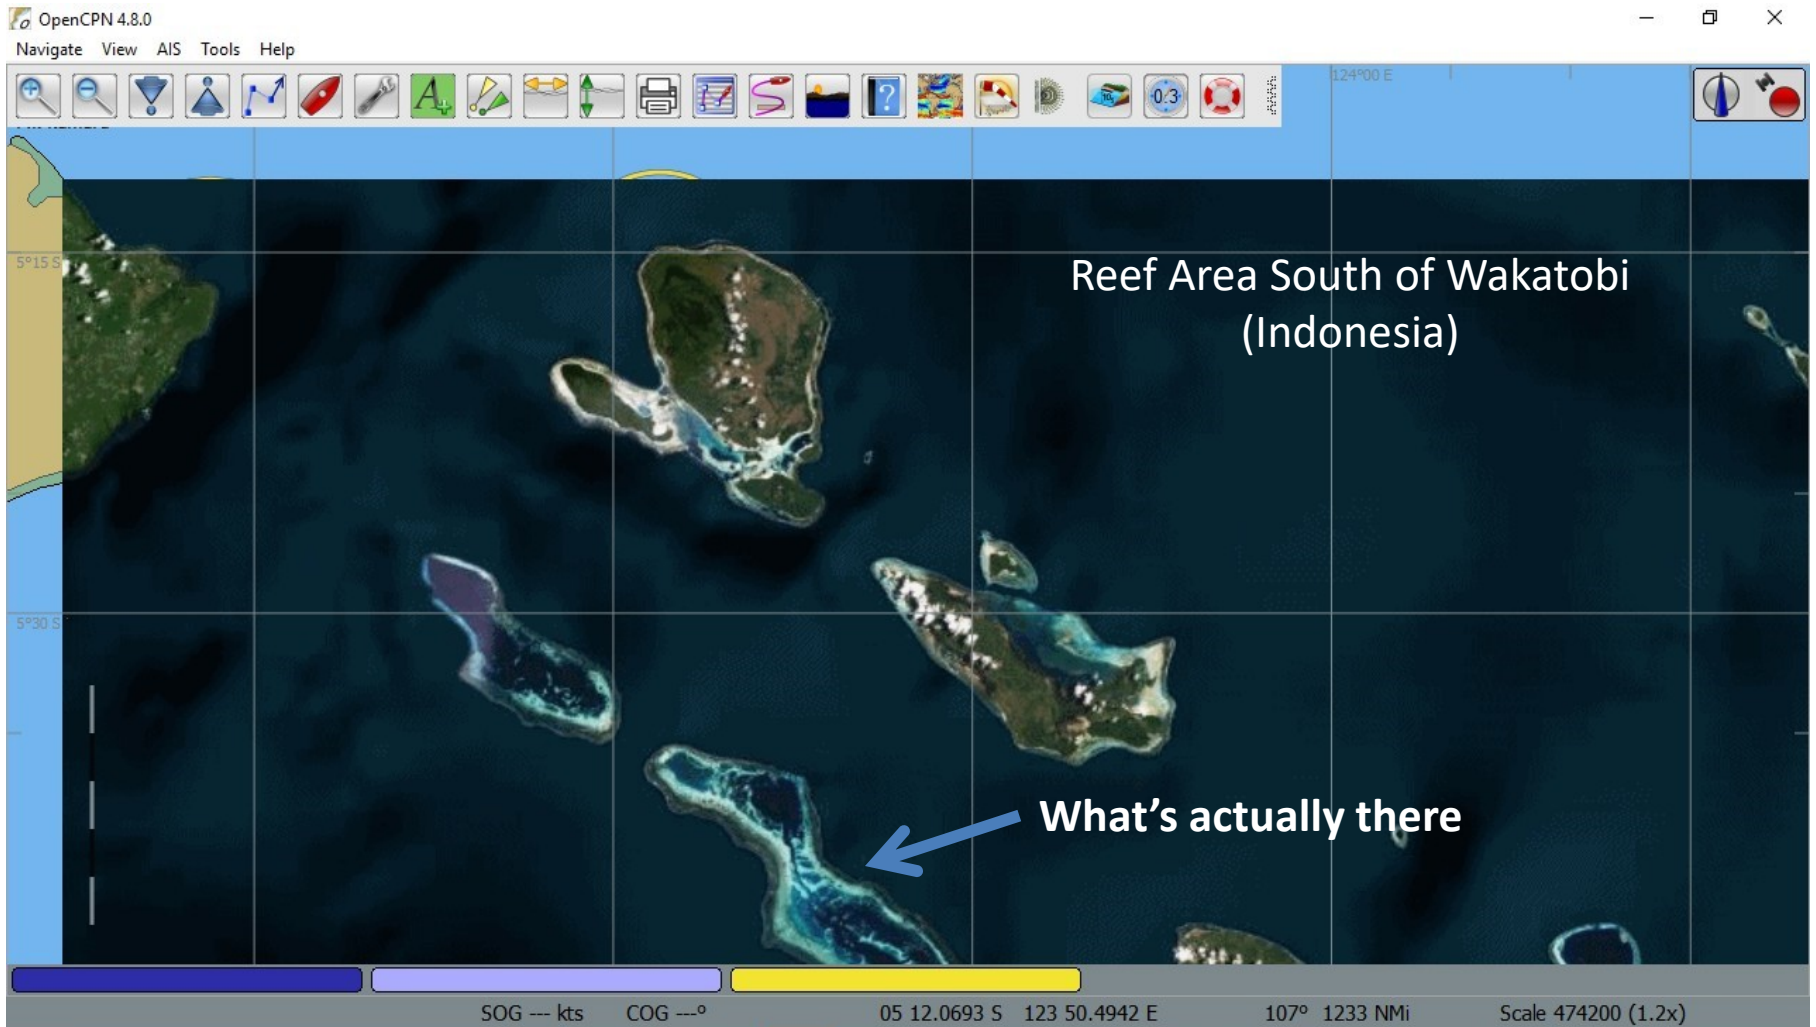 OpenCPN 4.8.0
Navigate View AIS Tools Help
124°00 E
5°15 S
Reef Area South of Wakatobi
(Indonesia)
5°30 S
What’s actually there
SOG --- kts COG ---° 05 12.0693 S 123 50.4942 E 107° 1233 NMi Scale 474200 (1.2x)